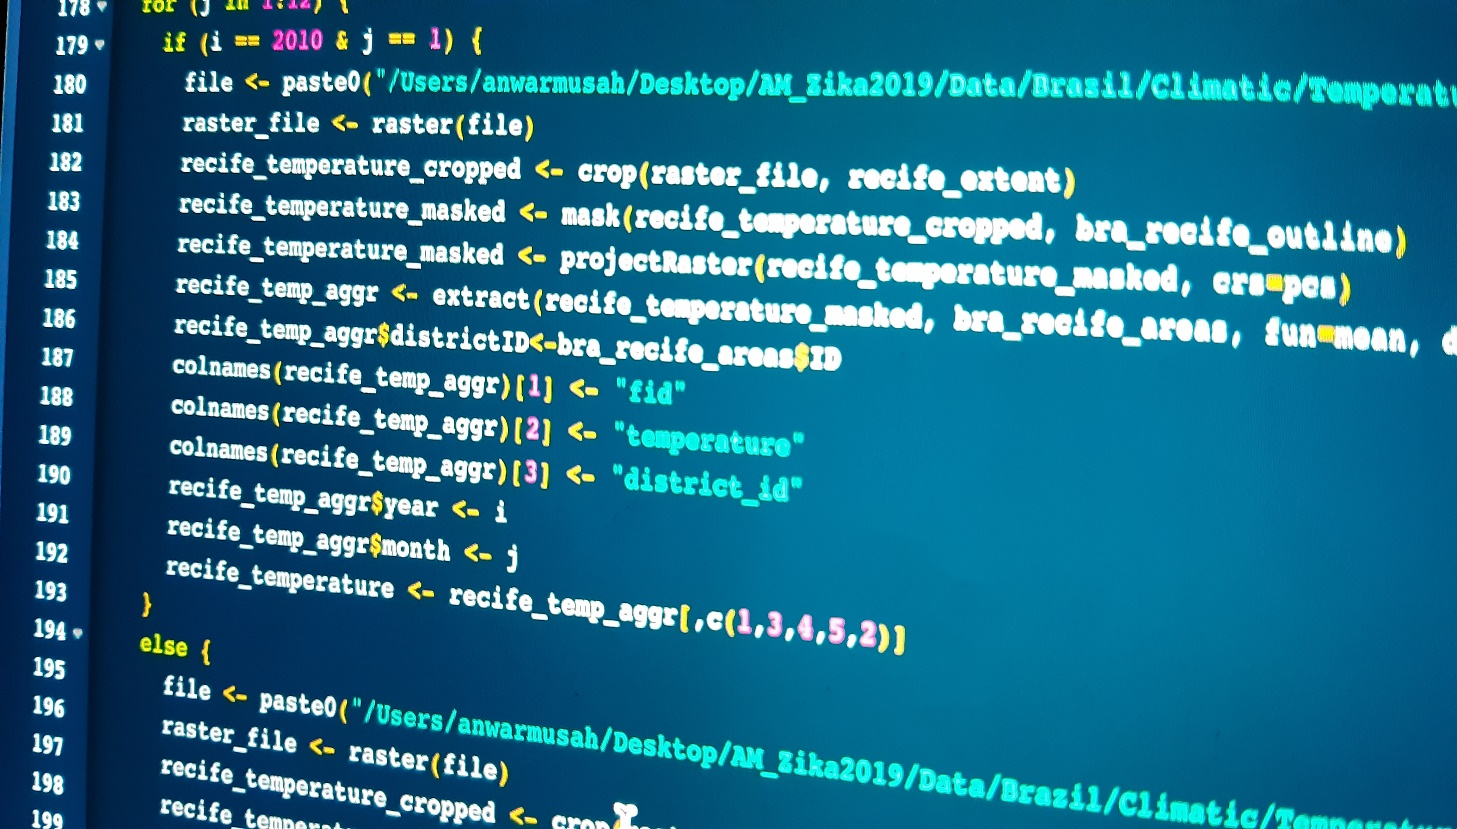 178 for (j in 1:12) {
179 if (i == 2010 & j == 1) {
180 file <- paste0("/Users/anwarmusah/Desktop/AM_Zika2019/Data/Brazil/Climatic/Temperatu
181 raster_file <- raster(file)
182 recife_temperature_cropped <- crop(raster_file, recife_extent)
183 recife_temperature_masked <- mask(recife_temperature_cropped, bra_recife_outline)
184 recife_temperature_masked <- projectRaster(recife_temperature_masked, crs=pcs)
185 recife_temp_aggr <- extract(recife_temperature_masked, bra_recife_areas, fun=mean, d
186 recife_temp_aggr$districtID<-bra_recife_areas$ID
187 colnames(recife_temp_aggr)[1] <- "fid"
188 colnames(recife_temp_aggr)[2] <- "temperature"
189 colnames(recife_temp_aggr)[3] <- "district_id"
190 recife_temp_aggr$year <- i
191 recife_temp_aggr$month <- j
192 recife_temperature <- recife_temp_aggr[,c(1,3,4,5,2)]
193 }
194 else {
195 file <- paste0("/Users/anwarmusah/Desktop/AM_Zika2019/Data/Brazil/Climatic/Temperatu
196 raster_file <- raster(file)
197 recife_temperature_cropped <- crop
198 recife_temperat
199